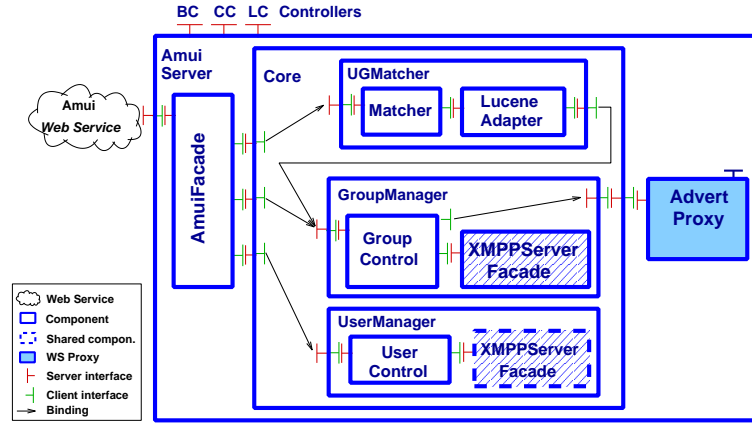 BC CC LC Controllers
Amui
Server
Core
UGMatcher
Matcher
Lucene
Adapter
Amui
Web Service
AmuiFacade
GroupManager
Group
Control
XMPPServer
Facade
Advert
Proxy
UserManager
User
Control
XMPPServer
Facade
Web Service
Component
Shared compon.
WS Proxy
Server interface
Client interface
Binding